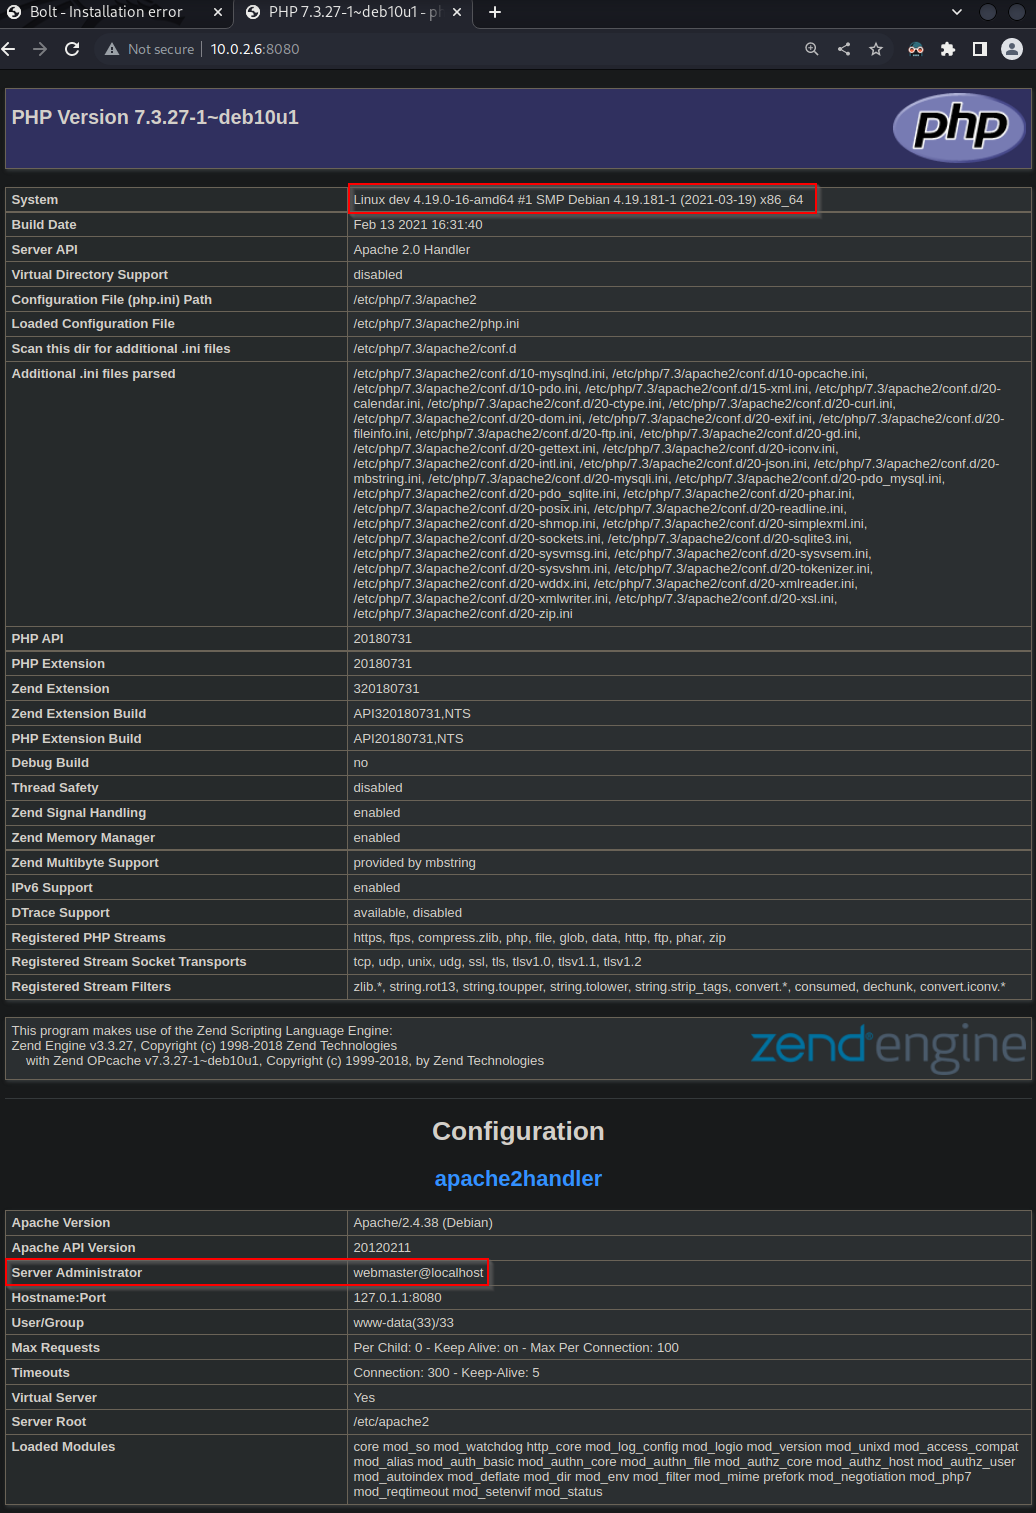 Bolt - Installation error
PHP 7.3.27-1~deb10u1 - ph
Not secure
10.0.2.6:8080
PHP Version 7.3.27-1~deb10u1
php
System Linux dev 4.19.0-16-amd64 #1 SMP Debian 4.19.181-1 (2021-03-19) x86_64
Build Date Feb 13 2021 16:31:40
Server API Apache 2.0 Handler
Virtual Directory Support disabled
Configuration File (php.ini) Path /etc/php/7.3/apache2
Loaded Configuration File /etc/php/7.3/apache2/php.ini
Scan this dir for additional .ini files /etc/php/7.3/apache2/conf.d
Additional .ini files parsed /etc/php/7.3/apache2/conf.d/10-mysqlnd.ini, /etc/php/7.3/apache2/conf.d/10-opcache.ini,
/etc/php/7.3/apache2/conf.d/10-pdo.ini, /etc/php/7.3/apache2/conf.d/15-xml.ini, /etc/php/7.3/apache2/conf.d/20-
calendar.ini, /etc/php/7.3/apache2/conf.d/20-ctype.ini, /etc/php/7.3/apache2/conf.d/20-curl.ini,
/etc/php/7.3/apache2/conf.d/20-dom.ini, /etc/php/7.3/apache2/conf.d/20-exif.ini, /etc/php/7.3/apache2/conf.d/20-
fileinfo.ini, /etc/php/7.3/apache2/conf.d/20-ftp.ini, /etc/php/7.3/apache2/conf.d/20-gd.ini,
/etc/php/7.3/apache2/conf.d/20-gettext.ini, /etc/php/7.3/apache2/conf.d/20-iconv.ini,
/etc/php/7.3/apache2/conf.d/20-intl.ini, /etc/php/7.3/apache2/conf.d/20-json.ini, /etc/php/7.3/apache2/conf.d/20-
mbstring.ini, /etc/php/7.3/apache2/conf.d/20-mysqli.ini, /etc/php/7.3/apache2/conf.d/20-pdo_mysql.ini,
/etc/php/7.3/apache2/conf.d/20-pdo_sqlite.ini, /etc/php/7.3/apache2/conf.d/20-phar.ini,
/etc/php/7.3/apache2/conf.d/20-posix.ini, /etc/php/7.3/apache2/conf.d/20-readline.ini,
/etc/php/7.3/apache2/conf.d/20-shmop.ini, /etc/php/7.3/apache2/conf.d/20-simplexml.ini,
/etc/php/7.3/apache2/conf.d/20-sockets.ini, /etc/php/7.3/apache2/conf.d/20-sqlite3.ini,
/etc/php/7.3/apache2/conf.d/20-sysvmsg.ini, /etc/php/7.3/apache2/conf.d/20-sysvsem.ini,
/etc/php/7.3/apache2/conf.d/20-sysvshm.ini, /etc/php/7.3/apache2/conf.d/20-tokenizer.ini,
/etc/php/7.3/apache2/conf.d/20-wddx.ini, /etc/php/7.3/apache2/conf.d/20-xmlreader.ini,
/etc/php/7.3/apache2/conf.d/20-xmlwriter.ini, /etc/php/7.3/apache2/conf.d/20-xsl.ini,
/etc/php/7.3/apache2/conf.d/20-zip.ini
PHP API 20180731
PHP Extension 20180731
Zend Extension 320180731
Zend Extension Build API320180731,NTS
PHP Extension Build API20180731,NTS
Debug Build no
Thread Safety disabled
Zend Signal Handling enabled
Zend Memory Manager enabled
Zend Multibyte Support provided by mbstring
IPv6 Support enabled
DTrace Support available, disabled
Registered PHP Streams https, ftps, compress.zlib, php, file, glob, data, http, ftp, phar, zip
Registered Stream Socket Transports tcp, udp, unix, udg, ssl, tls, tlsv1.0, tlsv1.1, tlsv1.2
Registered Stream Filters zlib.*, string.rot13, string.toupper, string.tolower, string.strip_tags, convert.*, consumed, dechunk, convert.iconv.*
This program makes use of the Zend Scripting Language Engine:
Zend Engine v3.3.27, Copyright (c) 1998-2018 Zend Technologies
with Zend OPcache v7.3.27-1~deb10u1, Copyright (c) 1999-2018, by Zend Technologies
zend®engine
Configuration
apache2handler
Apache Version Apache/2.4.38 (Debian)
Apache API Version 20120211
Server Administrator webmaster@localhost
Hostname:Port 127.0.1.1:8080
User/Group www-data(33)/33
Max Requests Per Child: 0 - Keep Alive: on - Max Per Connection: 100
Timeouts Connection: 300 - Keep-Alive: 5
Virtual Server Yes
Server Root /etc/apache2
Loaded Modules core mod_so mod_watchdog http_core mod_log_config mod_logio mod_version mod_unixd mod_access_compat
mod_alias mod_auth_basic mod_authn_core mod_authn_file mod_authz_core mod_authz_host mod_authz_user
mod_autoindex mod_deflate mod_dir mod_env mod_filter mod_mime prefork mod_negotiation mod_php7
mod_reqtimeout mod_setenvif mod_status